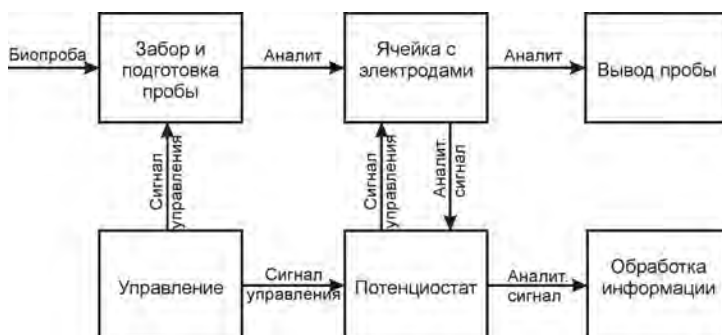 Биопроба
Забор и
подготовка
пробы
Аналит
Ячейка с
электродами
Аналит
Вывод пробы
Сигнал
управления
Сигнал
управления
Аналит.
сигнал
Управление
Сигнал
управления
Потенциостат
Аналит.
сигнал
Обработка
информации